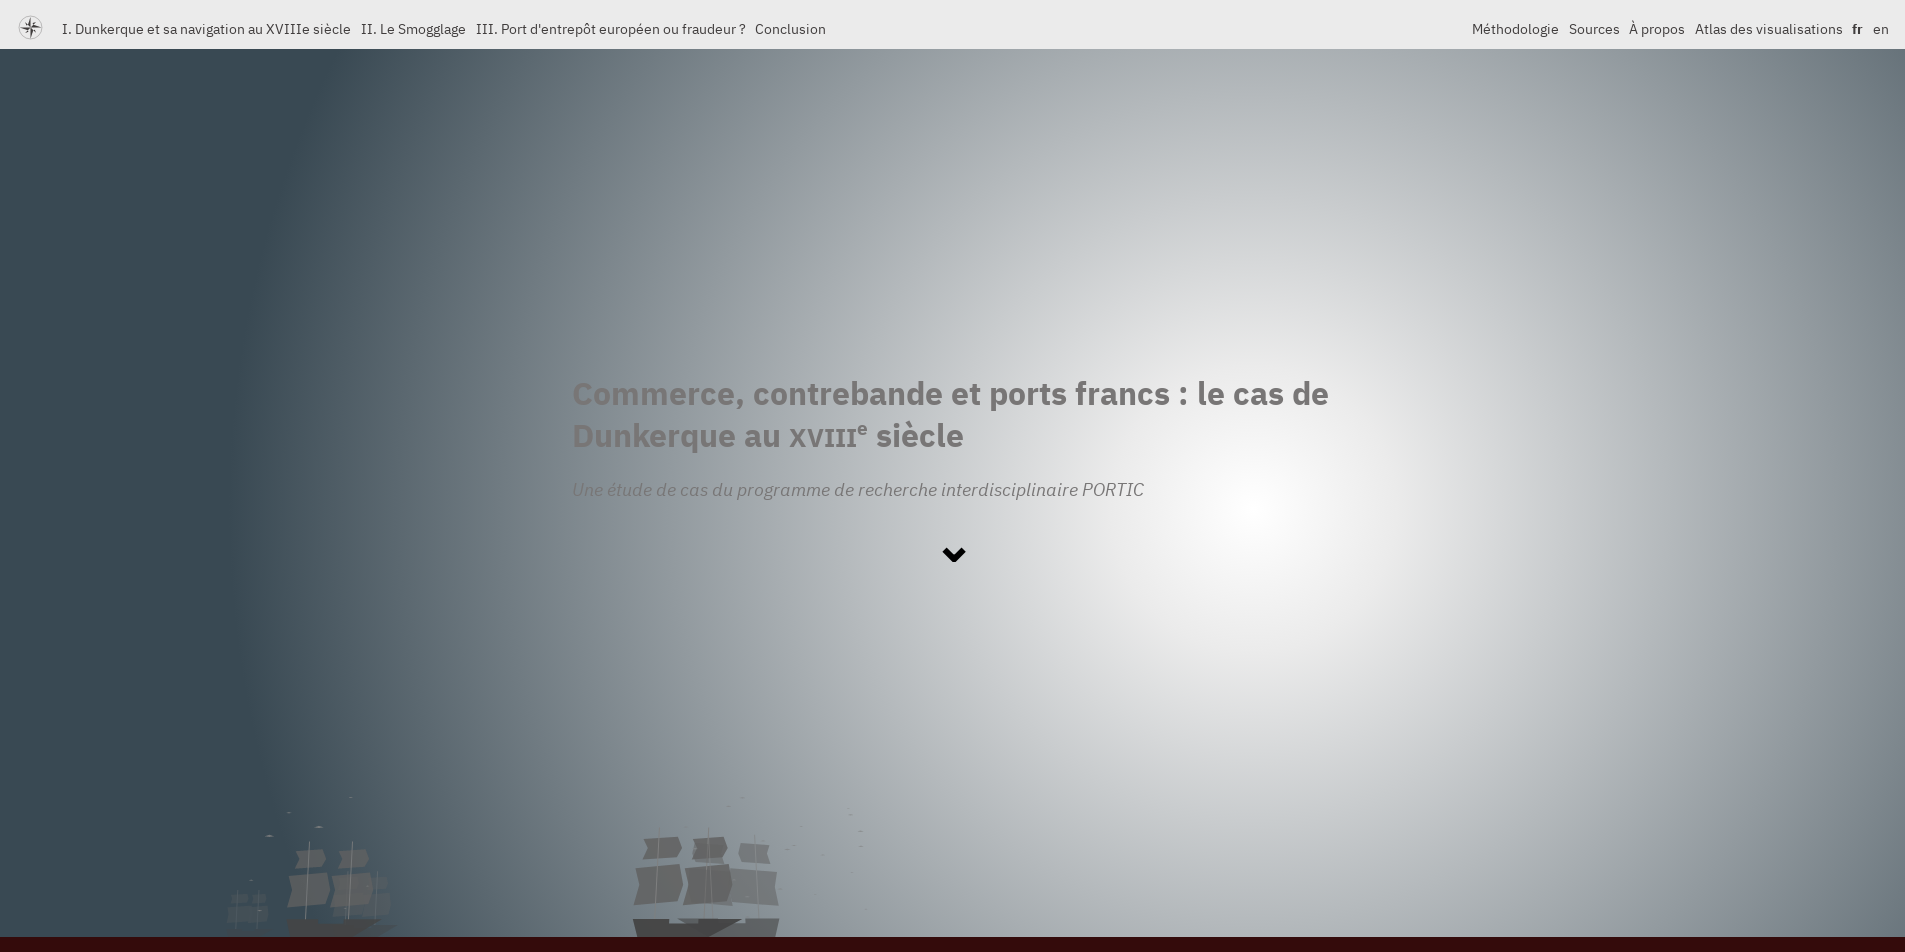 I. Dunkerque et sa navigation au XVIIIe siècle II. Le Smogglage III. Port d'entrepôt européen ou fraudeur ? Conclusion Méthodologie Sources À propos Atlas des visualisations fr en
Commerce, contrebande et ports francs : le cas de
Dunkerque au XVIIIe siècle
Une étude de cas du programme de recherche interdisciplinaire PORTIC